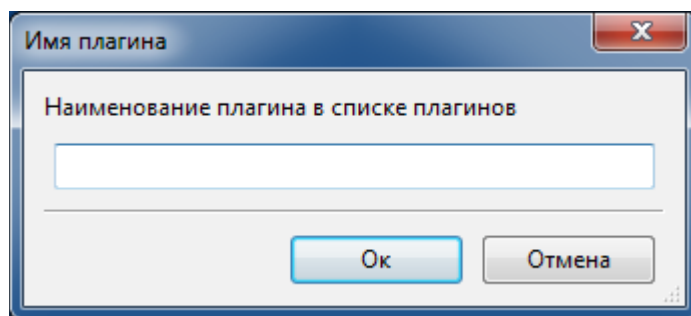 Имя плагина
Наименование плагина в списке плагинов
Ок
Отмена